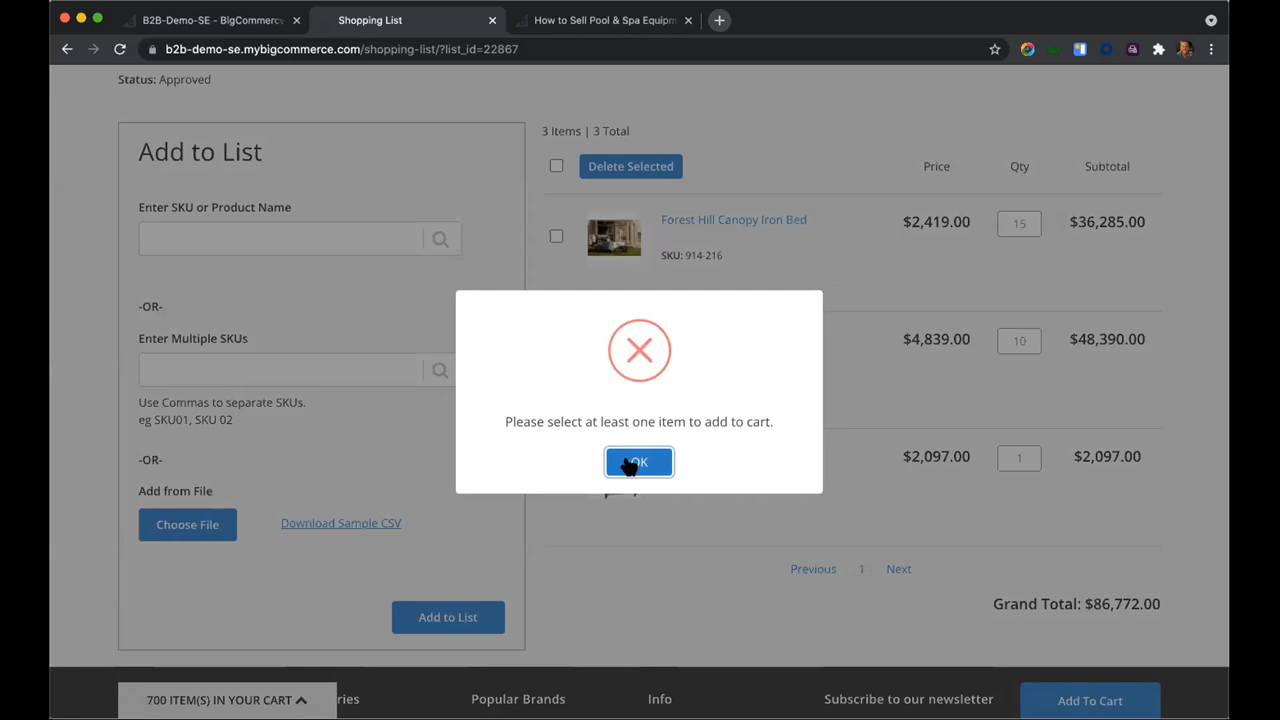 B2B-Demo-SE - BigCommerce
Shopping List
How to Sell Pool & Spa Equipm
b2b-demo-se.mybigcommerce.com/shopping-list/?list_id=22867
Status: Approved
Add to List
Enter SKU or Product Name
-OR-
Enter Multiple SKUs
Use Commas to separate SKUs.
eg SKU01, SKU 02
-OR-
Add from File
Choose File
Download Sample CSV
Add to List
3 Items | 3 Total
Delete Selected
Price
Qty
Subtotal
Forest Hill Canopy Iron Bed
SKU: 914-216
$2,419.00
15
$36,285.00
$4,839.00
10
$48,390.00
$2,097.00
1
$2,097.00
Please select at least one item to add to cart.
OK
Previous
1
Next
Grand Total: $86,772.00
700 ITEM(S) IN YOUR CART
ries
Popular Brands
Info
Subscribe to our newsletter
Add To Cart